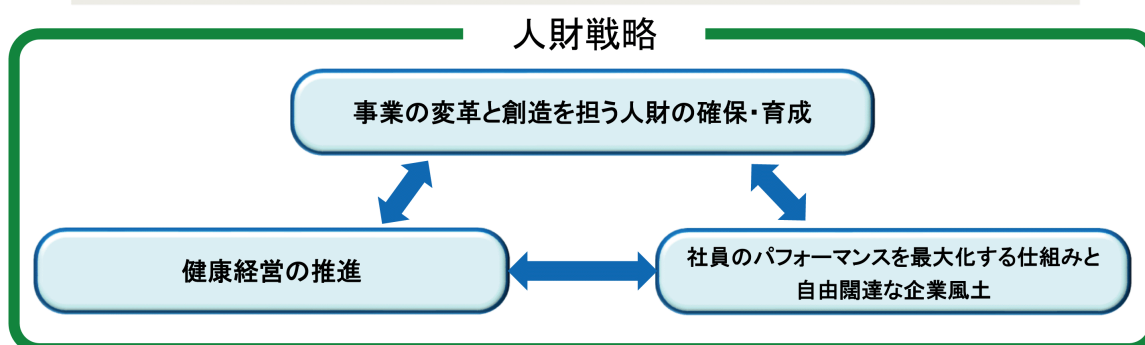 人財戦略
事業の変革と創造を担う人財の確保・育成
健康経営の推進
社員のパフォーマンスを最大化する仕組みと
自由闊達な企業風土